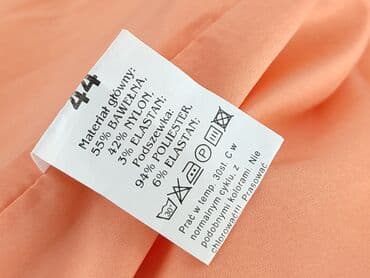 44
Materiał główny:
55% BAWEŁNA,
42% NYLON,
3% ELASTAN;
Podszewka:
94% POLIESTER,
6% ELASTAN;
30
P
Prać w temp. 30st. C w
normalnym cyklu, z
podobnymi kolorami. Nie
chlorować!!! Prasować